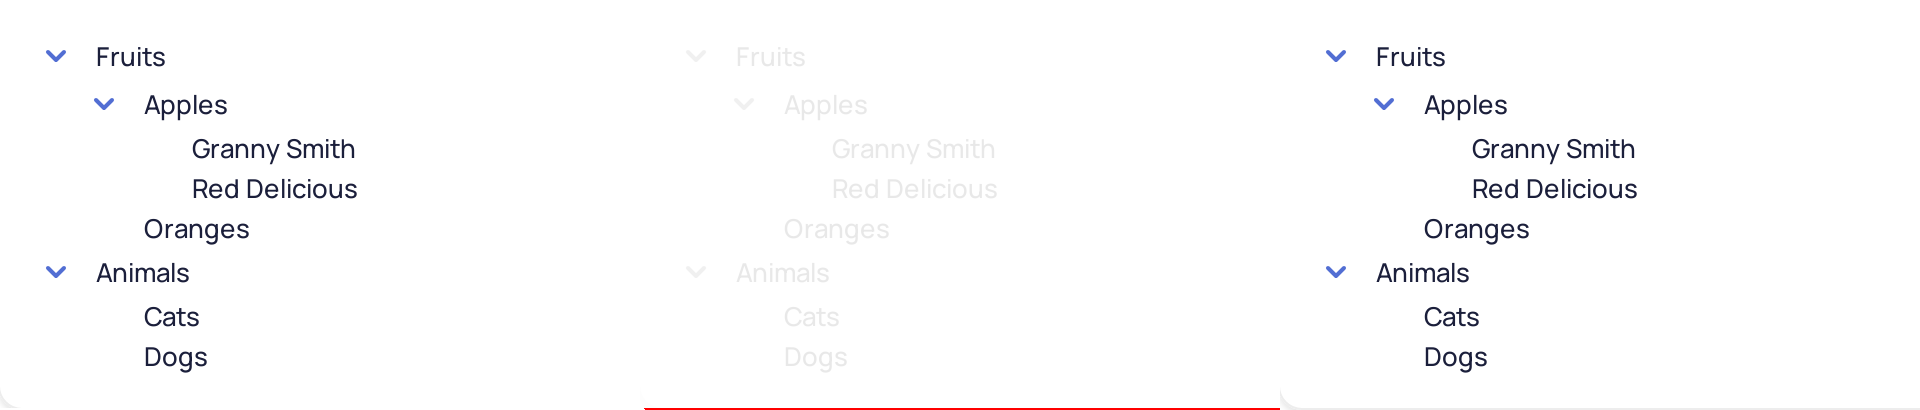 Fruits
Apples
Granny Smith
Red Delicious
Oranges
Animals
Cats
Dogs
Fruits
Apples
Granny Smith
Red Delicious
Oranges
Animals
Cats
Dogs
Fruits
Apples
Granny Smith
Red Delicious
Oranges
Animals
Cats
Dogs